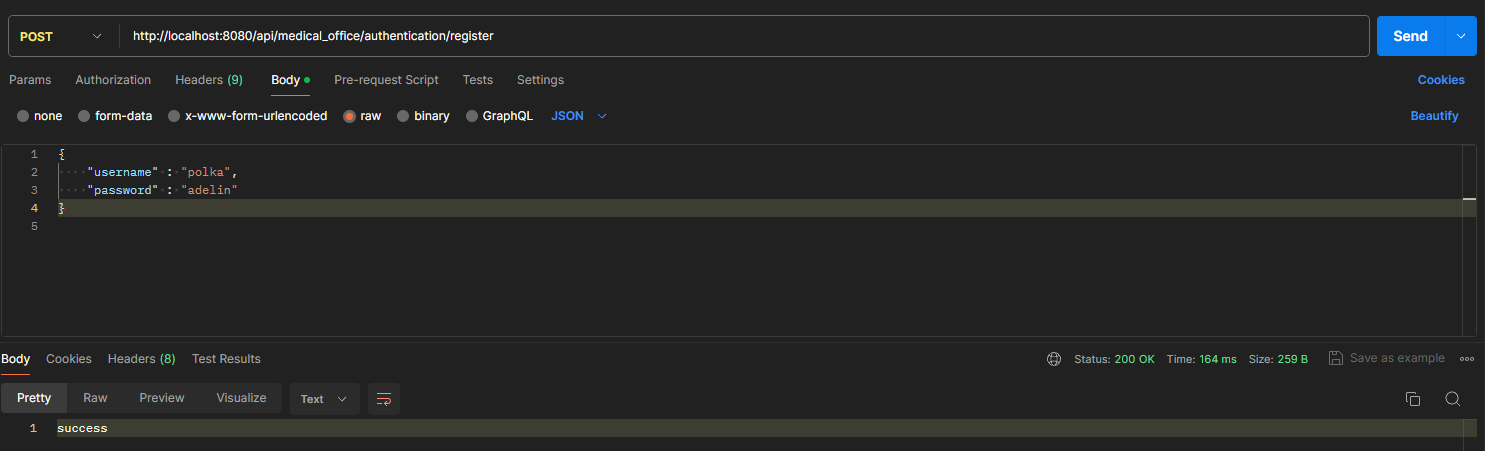 POST http://localhost:8080/api/medical_office/authentication/register Send
Params Authorization Headers (9) Body Pre-request Script Tests Settings Cookies
none form-data x-www-form-urlencoded raw binary GraphQL JSON Beautify
1 {
2 "username" : "polka",
3 "password" : "adelin"
4 }
5
Body Cookies Headers (8) Test Results Status: 200 OK Time: 164 ms Size: 259 B Save as example
Pretty Raw Preview Visualize Text
1 success